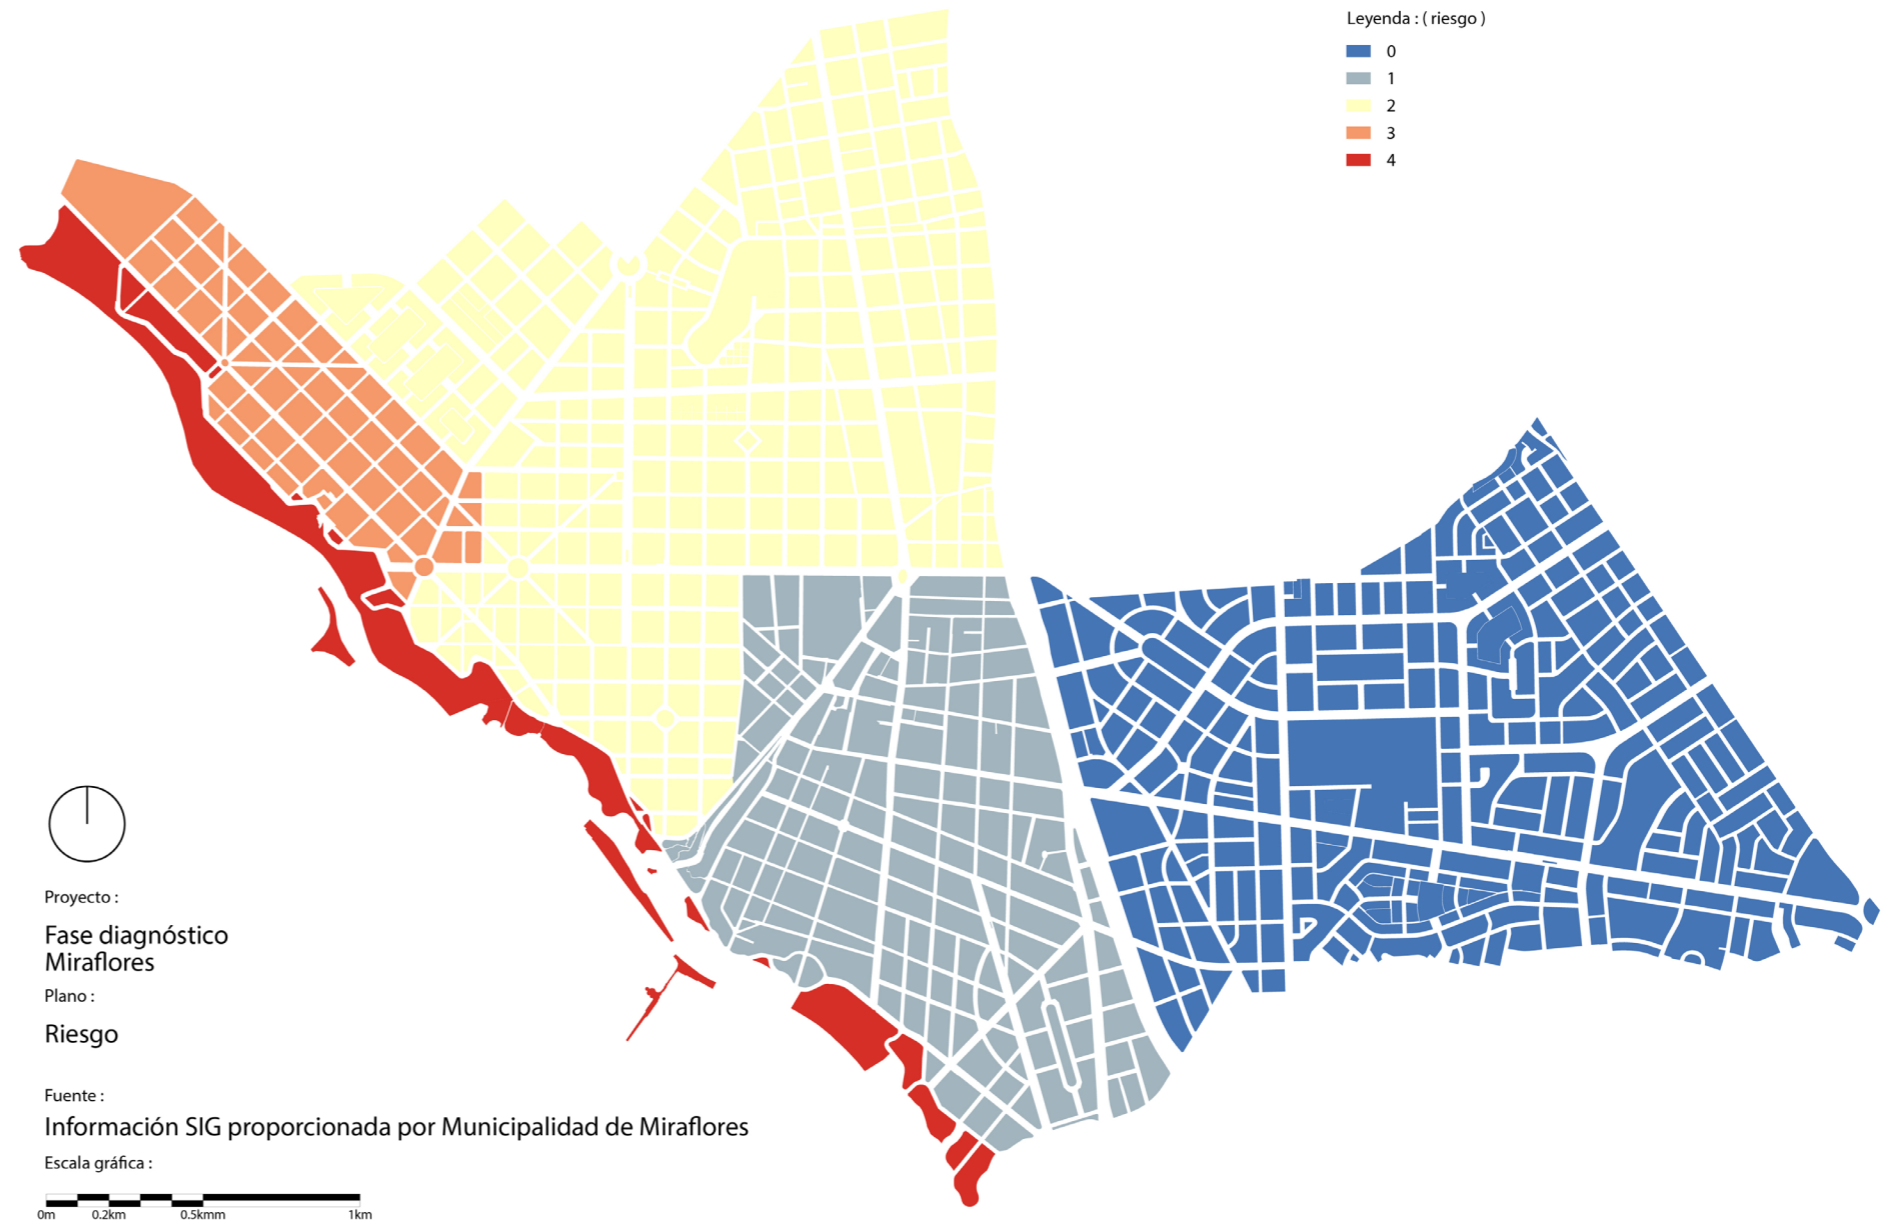 Leyenda : ( riesgo )
0
1
2
3
4
Proyecto :
Fase diagnóstico
Miraflores
Plano :
Riesgo
Fuente :
Información SIG proporcionada por Municipalidad de Miraflores
Escala gráfica :
0m 0.2km 0.5kmm 1km